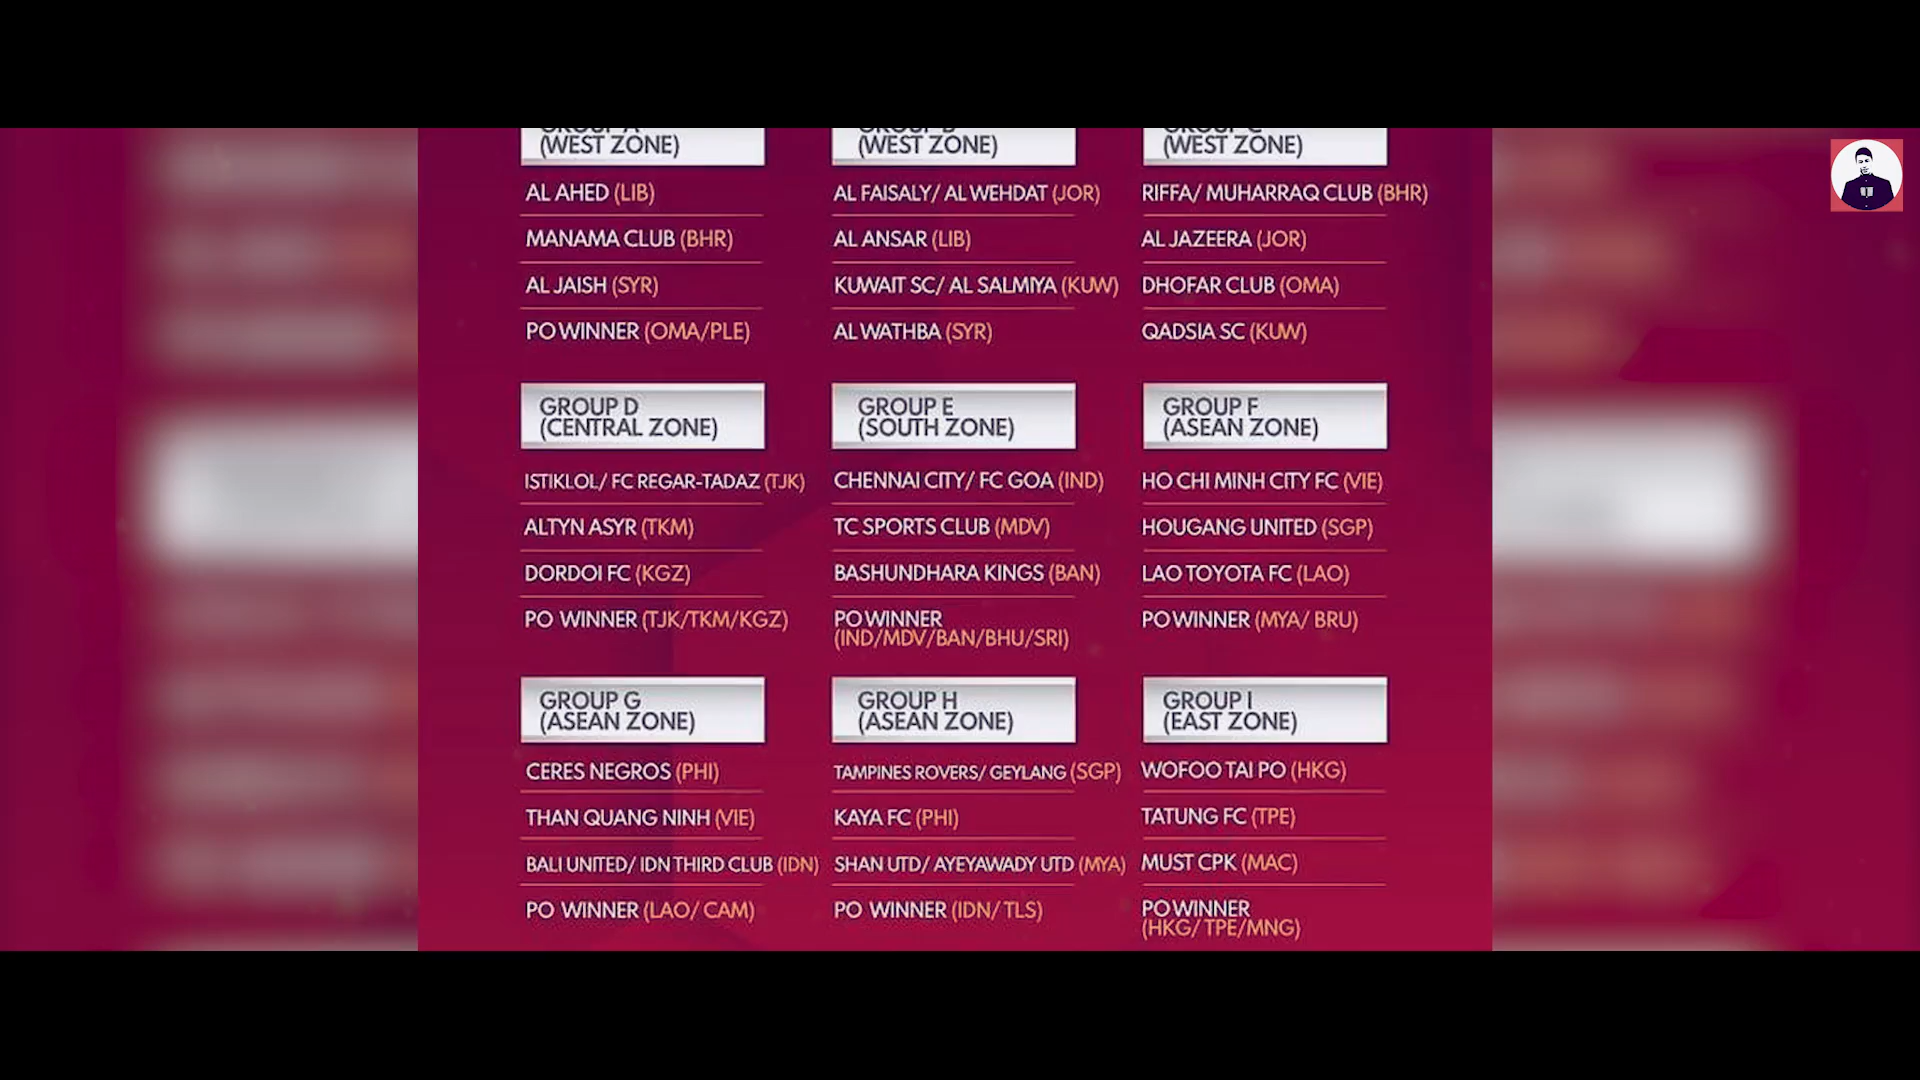 GROUP A
(WEST ZONE)
AL AHED (LIB)
MANAMA CLUB (BHR)
AL JAISH (SYR)
PO WINNER (OMA/PLE)
GROUP B
(WEST ZONE)
AL FAISALY/ AL WEHDAT (JOR)
AL ANSAR (LIB)
KUWAIT SC/ AL SALMIYA (KUW)
AL WATHBA (SYR)
GROUP C
(WEST ZONE)
RIFFA/ MUHARRAQ CLUB (BHR)
AL JAZEERA (JOR)
DHOFAR CLUB (OMA)
QADSIA SC (KUW)
GROUP D
(CENTRAL ZONE)
ISTIKLOL/ FC REGAR-TADAZ (TJK)
ALTYN ASYR (TKM)
DORDOI FC (KGZ)
PO WINNER (TJK/TKM/KGZ)
GROUP E
(SOUTH ZONE)
CHENNAI CITY/ FC GOA (IND)
TC SPORTS CLUB (MDV)
BASHUNDHARA KINGS (BAN)
PO WINNER
(IND/MDV/BAN/BHU/SRI)
GROUP F
(ASEAN ZONE)
HO CHI MINH CITY FC (VIE)
HOUGANG UNITED (SGP)
LAO TOYOTA FC (LAO)
PO WINNER (MYA/ BRU)
GROUP G
(ASEAN ZONE)
CERES NEGROS (PHI)
THAN QUANG NINH (VIE)
BALI UNITED/ IDN THIRD CLUB (IDN)
PO WINNER (LAO/ CAM)
GROUP H
(ASEAN ZONE)
TAMPINES ROVERS/ GEYLANG (SGP)
KAYA FC (PHI)
SHAN UTD/ AYEYAWADY UTD (MYA)
PO WINNER (IDN/ TLS)
GROUP I
(EAST ZONE)
WOFOO TAI PO (HKG)
TATUNG FC (TPE)
MUST CPK (MAC)
PO WINNER
(HKG/ TPE/MNG)